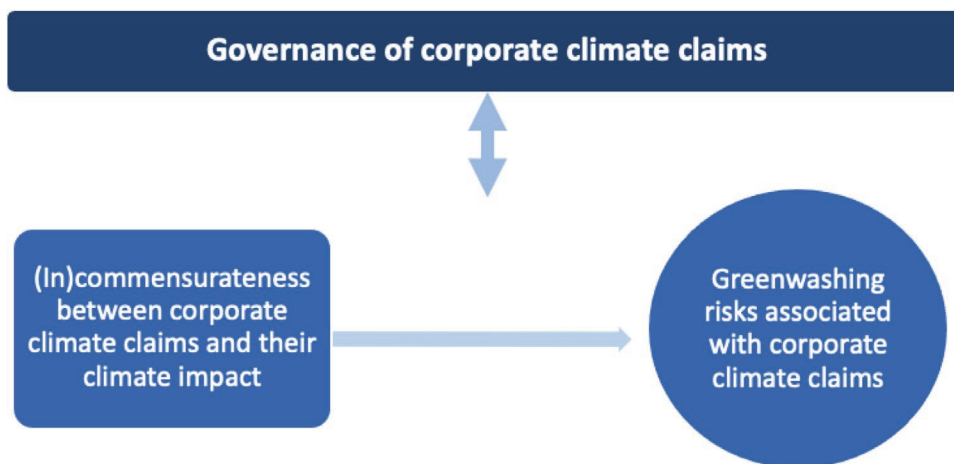 Governance of corporate climate claims
(In)commensurateness
between corporate
climate claims and their
climate impact
Greenwashing
risks associated
with corporate
climate claims